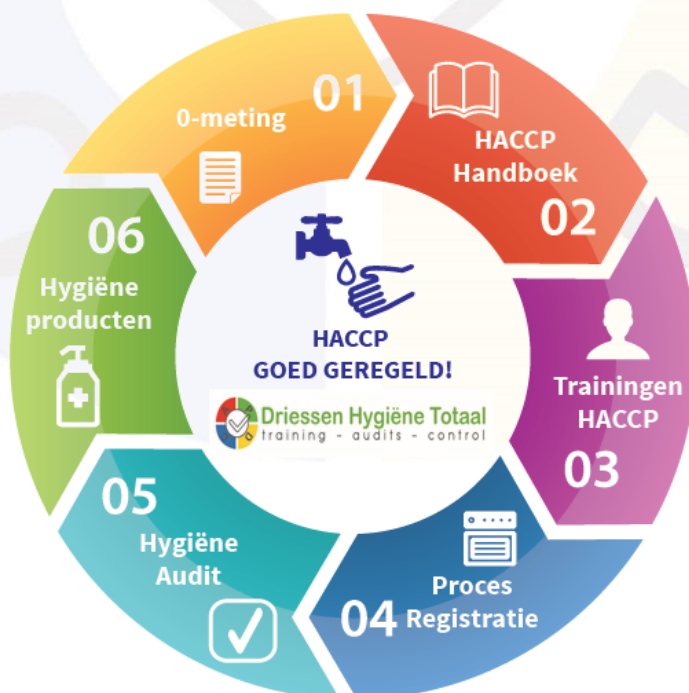 01
0-meting
HACCP
Handboek
02
Trainingen
HACCP
03
Proces
04 Registratie
05
Hygiëne
Audit
06
Hygiëne
producten
HACCP
GOED GEREGELD!
Driessen Hygiëne Totaal
training - audits - control